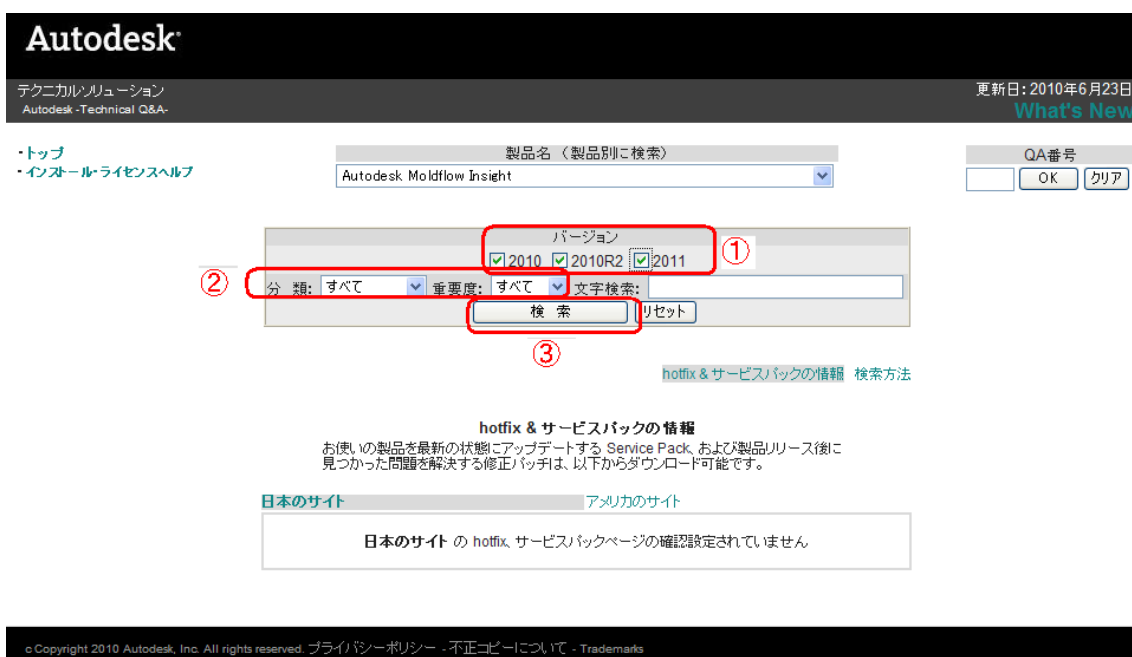 Autodesk
テクニカルソリューション
Autodesk -Technical Q&A-
更新日:2010年6月23日
What's New
・トップ
・インストール・ライセンスヘルプ
製品名 (製品別に検索)
Autodesk Moldflow Insight
QA番号
OK クリア
バージョン
2010 2010R2 2011
①
②
分 類: すべて 重要度: すべて 文字検索:
検 索 リセット
③
hotfix & サービスパックの情報 検索方法
hotfix & サービスパックの情報
お使いの製品を最新の状態にアップデートする Service Pack、および製品リリース後に
見つかった問題を解決する修正パッチは、以下からダウンロード可能です。
日本のサイト アメリカのサイト
日本のサイト の hotfix、サービスパックページの確認設定されていません
c Copyright 2010 Autodesk, Inc. All rights reserved. プライバシーポリシー - 不正コピーについて - Trademarks